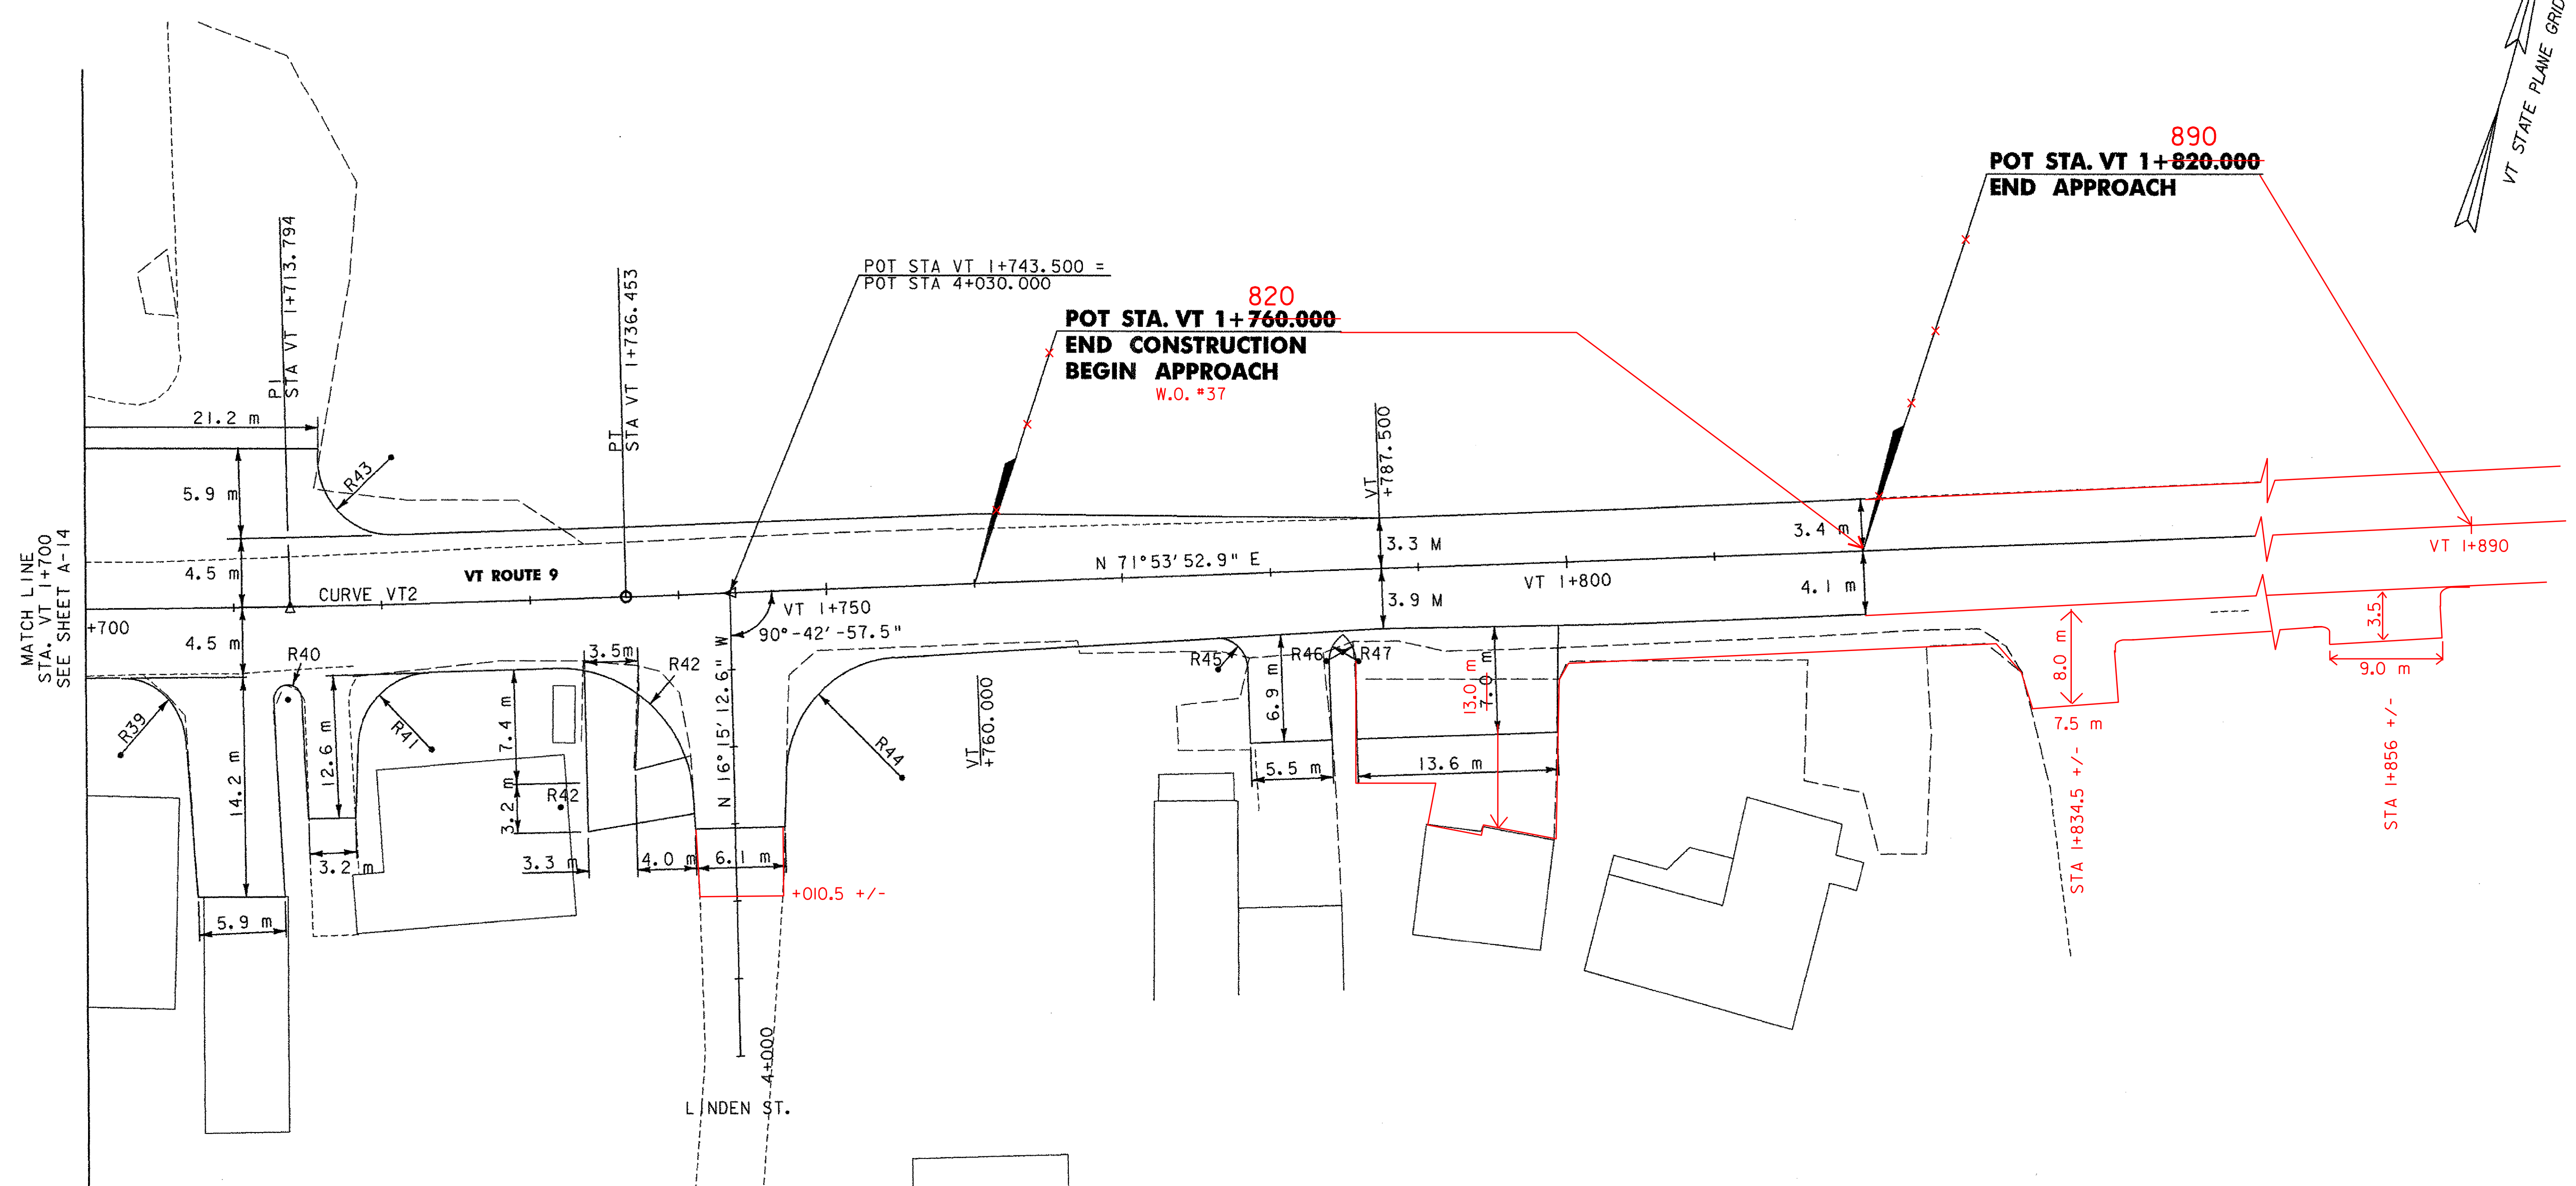 VT STATE PLANE GRID
890
POT STA. VT 1+820.000
END APPROACH
PI
STA VT 1+713.794
PT
STA VT 1+736.453
POT STA VT 1+743.500 =
POT STA 4+030.000
820
POT STA. VT 1+760.000
END CONSTRUCTION
BEGIN APPROACH
W.O. #37
VT
+787.500
21.2 m
R43
5.9 m
3.4 m
3.3 M
N 71°53'52.9" E
VT 1+890
MATCH LINE
STA. VT 1+700
SEE SHEET A-14
4.5 m
VT ROUTE 9
CURVE VT2
VT 1+800
4.1 m
3.9 M
VT 1+750
90°-42'-57.5"
+700
4.5 m
R40
3.5m
R42
R45
R46
R47
3.5
9.0 m
8.0 m
7.5 m
STA 1+834.5 +/-
STA 1+856 +/-
R39
14.2 m
12.6 m
R41
7.4 m
3.2 m
R42
N 16°15'12.6" W
R44
VT
+760.000
6.9 m
13.0 m
7.0 m
5.5 m
13.6 m
3.2 m
3.3 m
4.0 m
6.1 m
+010.5 +/-
5.9 m
4+000
LINDEN ST.